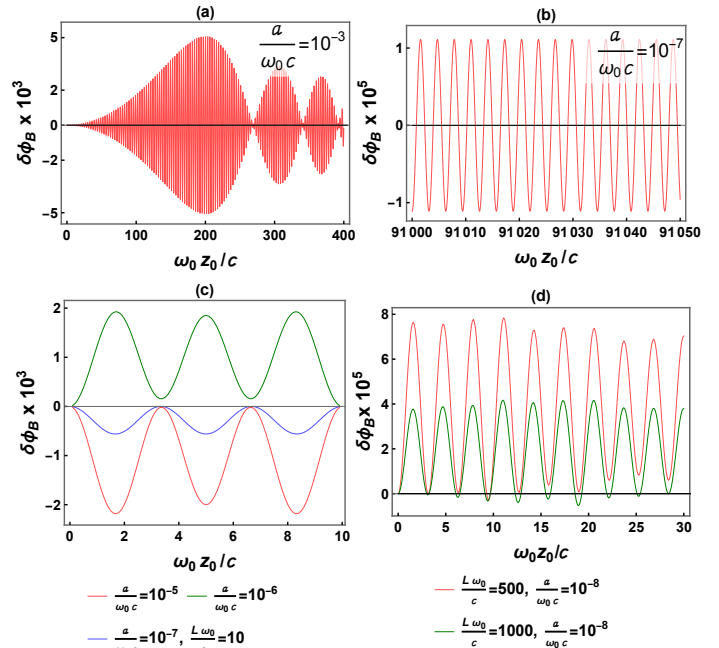 (a)
a/(ω₀ c) =10⁻³
δϕ_B x 10³
5
2
0
−2
−5
0 100 200 300 400
ω₀ z₀/c
(b)
a/(ω₀ c) =10⁻⁷
δϕ_B x 10⁵
1
0
−1
91 000 91 010 91 020 91 030 91 040 91 050
ω₀ z₀/c
(c)
δϕ_B x 10³
2
1
0
−1
−2
0 2 4 6 8 10
ω₀ z₀/c
(d)
δϕ_B x 10⁵
8
6
4
2
0
0 5 10 15 20 25 30
ω₀z₀/c
a/(ω₀ c) =10⁻⁵ a/(ω₀ c) =10⁻⁶
a =10⁻⁷, L ω₀ =10
L ω₀/c =500, a/(ω₀ c) =10⁻⁸
L ω₀/c =1000, a/(ω₀ c) =10⁻⁸